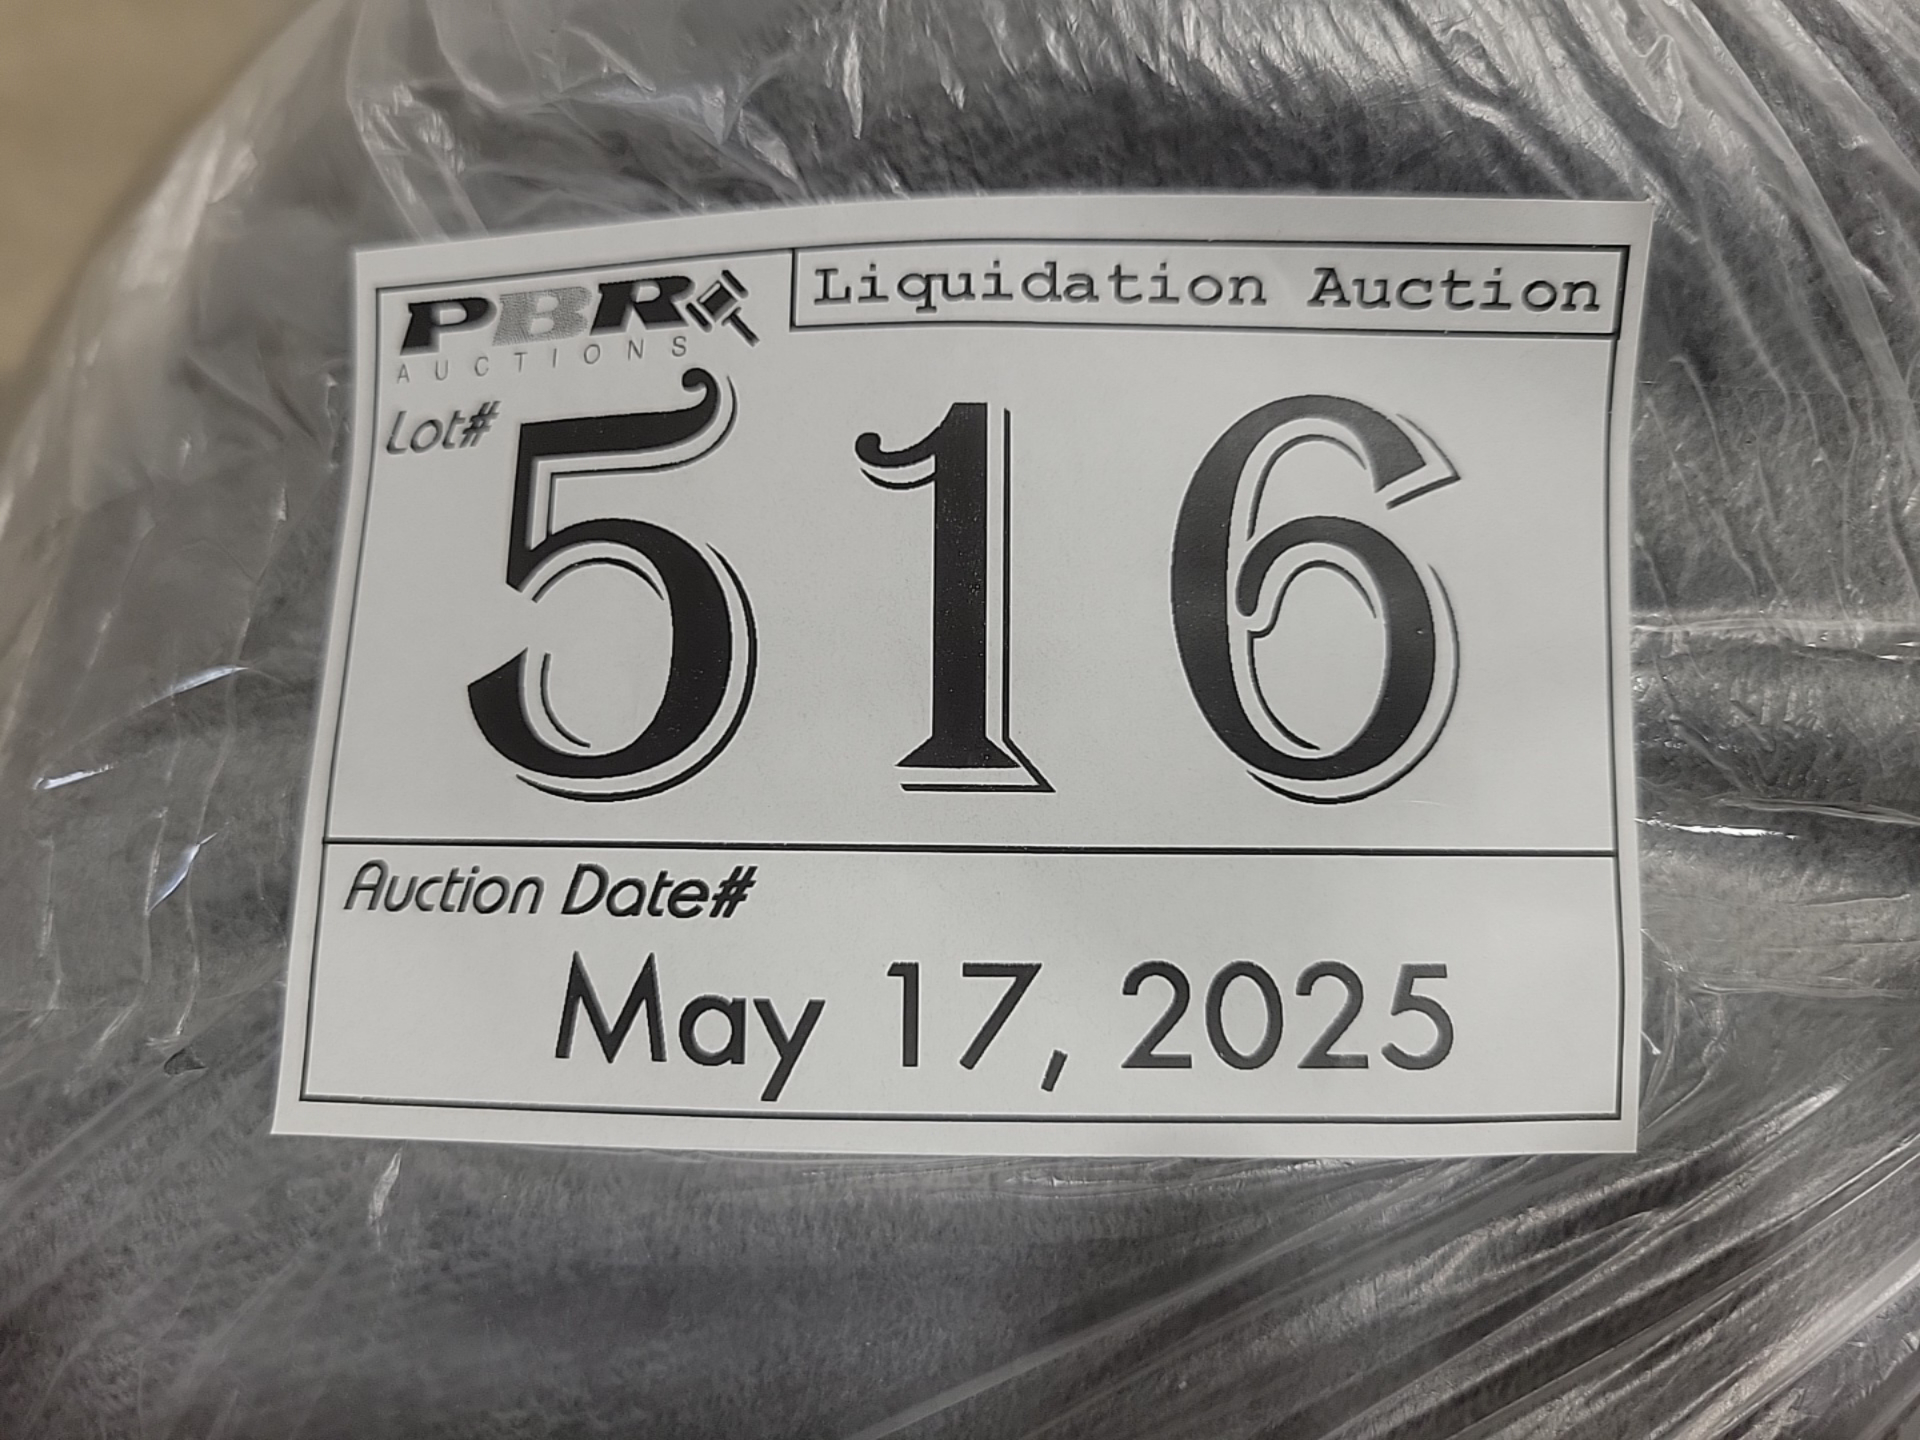 PBR
AUCTIONS
Liquidation Auction
Lot#
516
Auction Date#
May 17, 2025